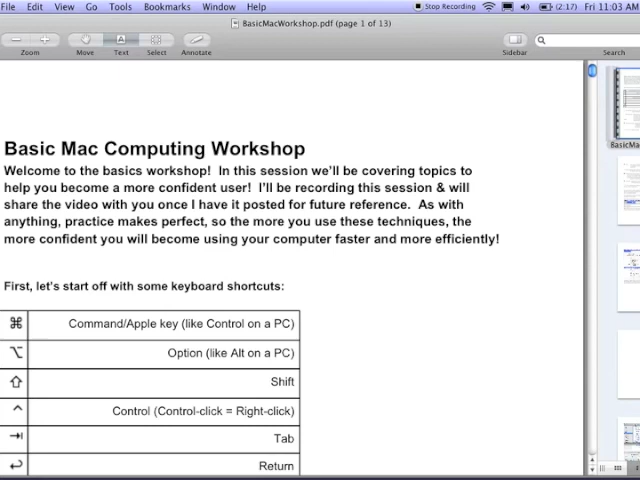 File Edit View Go Tools Bookmarks Window Help Stop Recording (2:17) Fri 11:03 AM
BasicMacWorkshop.pdf (page 1 of 13)
Zoom Move Text Select Annotate Sidebar Search
Basic Mac Computing Workshop
Welcome to the basics workshop! In this session we'll be covering topics to
help you become a more confident user! I'll be recording this session & will
share the video with you once I have it posted for future reference. As with
anything, practice makes perfect, so the more you use these techniques, the
more confident you will become using your computer faster and more efficiently!
First, let's start off with some keyboard shortcuts:
⌘ Command/Apple key (like Control on a PC)
⌥ Option (like Alt on a PC)
⇧ Shift
^ Control (Control-click = Right-click)
⇥ Tab
↩ Return
BasicMac